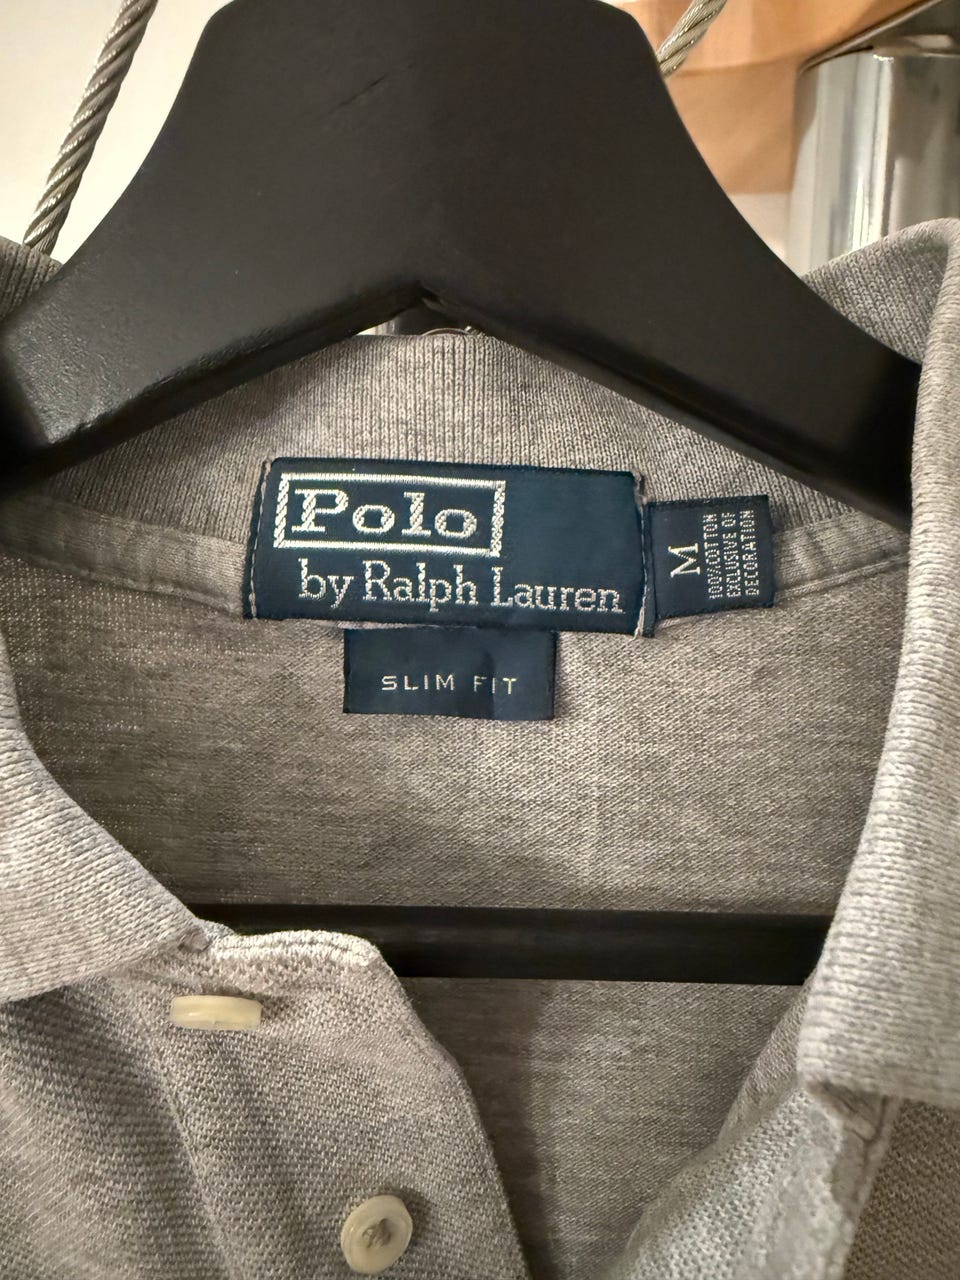 Polo
by Ralph Lauren
M
100% COTTON
EXCLUSIVE OF
DECORATION
SLIM FIT